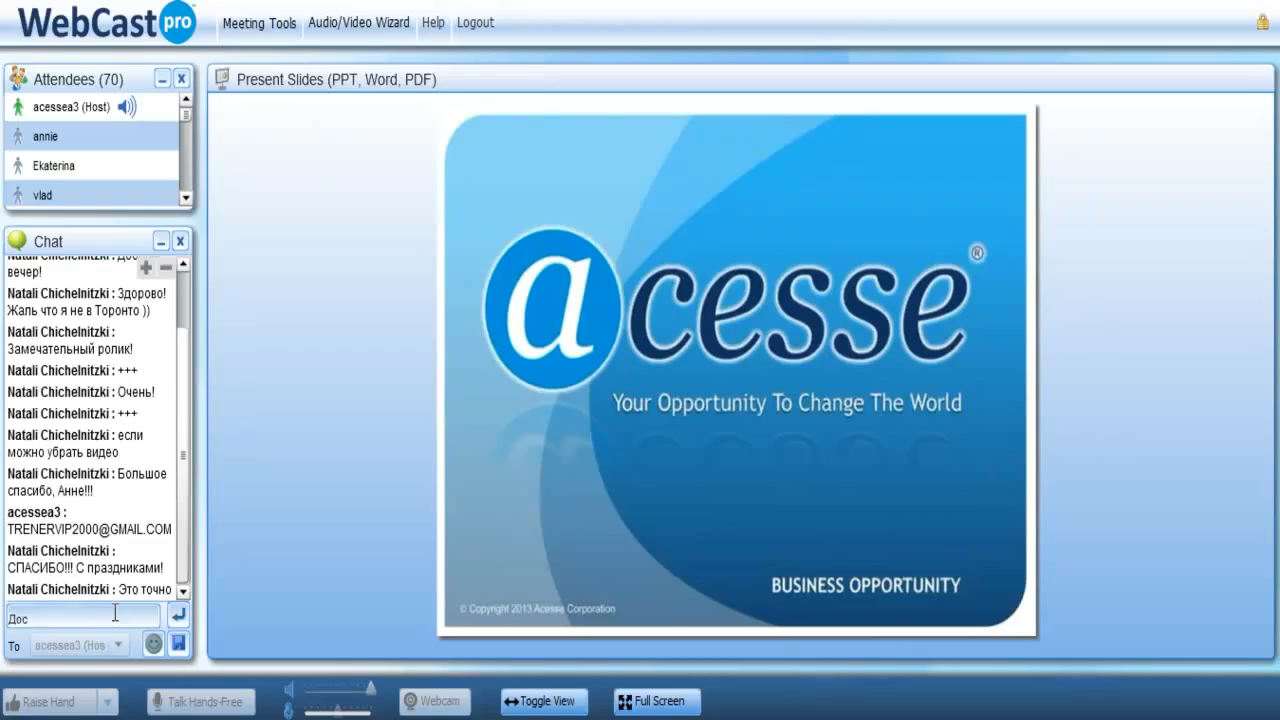 WebCast pro
Meeting Tools
Audio/Video Wizard
Help
Logout
Attendees (70)
acessea3 (Host)
annie
Ekaterina
vlad
Chat
Natali Chichelnitzki :
вечер!
Natali Chichelnitzki : Здорово!
Жаль что я не в Торонто ))
Natali Chichelnitzki :
Замечательный ролик!
Natali Chichelnitzki : +++
Natali Chichelnitzki : Очень!
Natali Chichelnitzki : +++
Natali Chichelnitzki : если
можно убрать видео
Natali Chichelnitzki : Большое
спасибо, Анне!!!
acessea3 :
TRENERVIP2000@GMAIL.COM
Natali Chichelnitzki :
СПАСИБО!!! С праздниками!
Natali Chichelnitzki : Это точно
Дос
To acessea3 (Hos
Present Slides (PPT, Word, PDF)
acesse®
Your Opportunity To Change The World
BUSINESS OPPORTUNITY
© Copyright 2013 Acesse Corporation
Raise Hand
Talk Hands-Free
Webcam
Toggle View
Full Screen